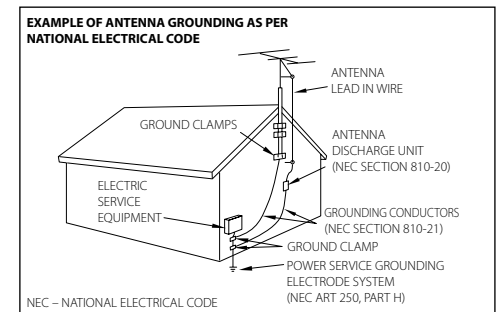 EXAMPLE OF ANTENNA GROUNDING AS PER
NATIONAL ELECTRICAL CODE
ANTENNA
LEAD IN WIRE
GROUND CLAMPS
ANTENNA
DISCHARGE UNIT
(NEC SECTION 810-20)
ELECTRIC
SERVICE
EQUIPMENT
GROUNDING CONDUCTORS
(NEC SECTION 810-21)
GROUND CLAMP
POWER SERVICE GROUNDING
ELECTRODE SYSTEM
(NEC ART 250, PART H)
NEC – NATIONAL ELECTRICAL CODE